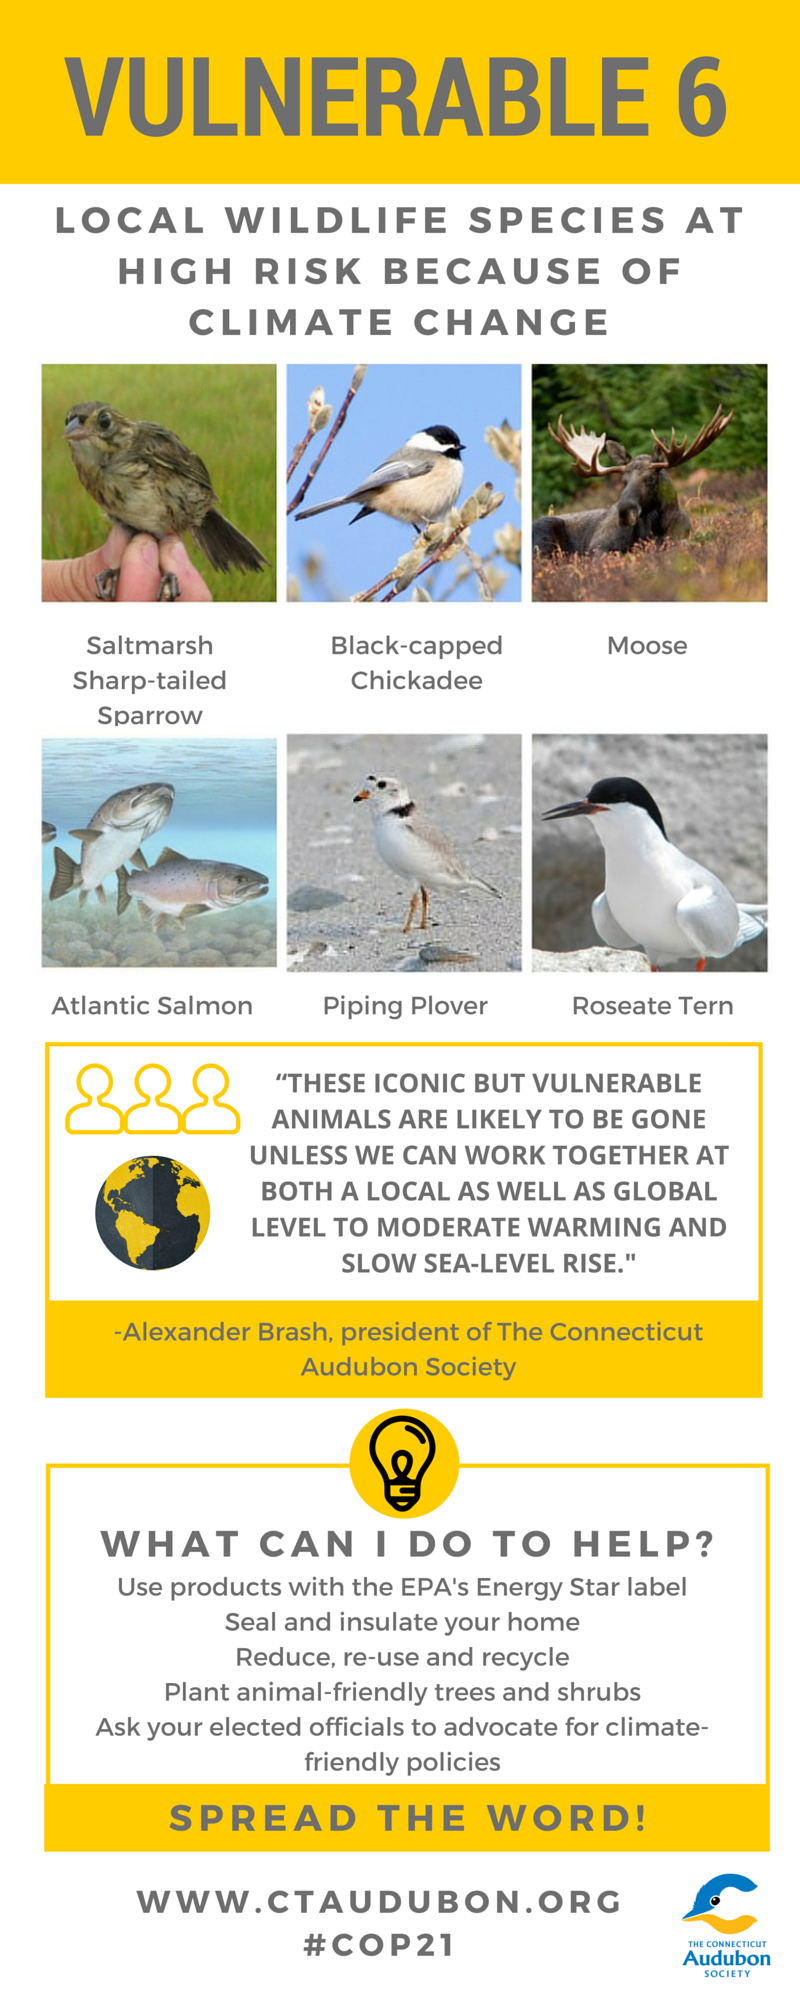 VULNERABLE 6
LOCAL WILDLIFE SPECIES AT
HIGH RISK BECAUSE OF
CLIMATE CHANGE
Saltmarsh
Sharp-tailed
Sparrow
Black-capped
Chickadee
Moose
Atlantic Salmon
Piping Plover
Roseate Tern
“THESE ICONIC BUT VULNERABLE
ANIMALS ARE LIKELY TO BE GONE
UNLESS WE CAN WORK TOGETHER AT
BOTH A LOCAL AS WELL AS GLOBAL
LEVEL TO MODERATE WARMING AND
SLOW SEA-LEVEL RISE."
-Alexander Brash, president of The Connecticut
Audubon Society
WHAT CAN I DO TO HELP?
Use products with the EPA's Energy Star label
Seal and insulate your home
Reduce, re-use and recycle
Plant animal-friendly trees and shrubs
Ask your elected officials to advocate for climate-
friendly policies
SPREAD THE WORD!
WWW.CTAUDUBON.ORG
#COP21
THE CONNECTICUT
Audubon
SOCIETY